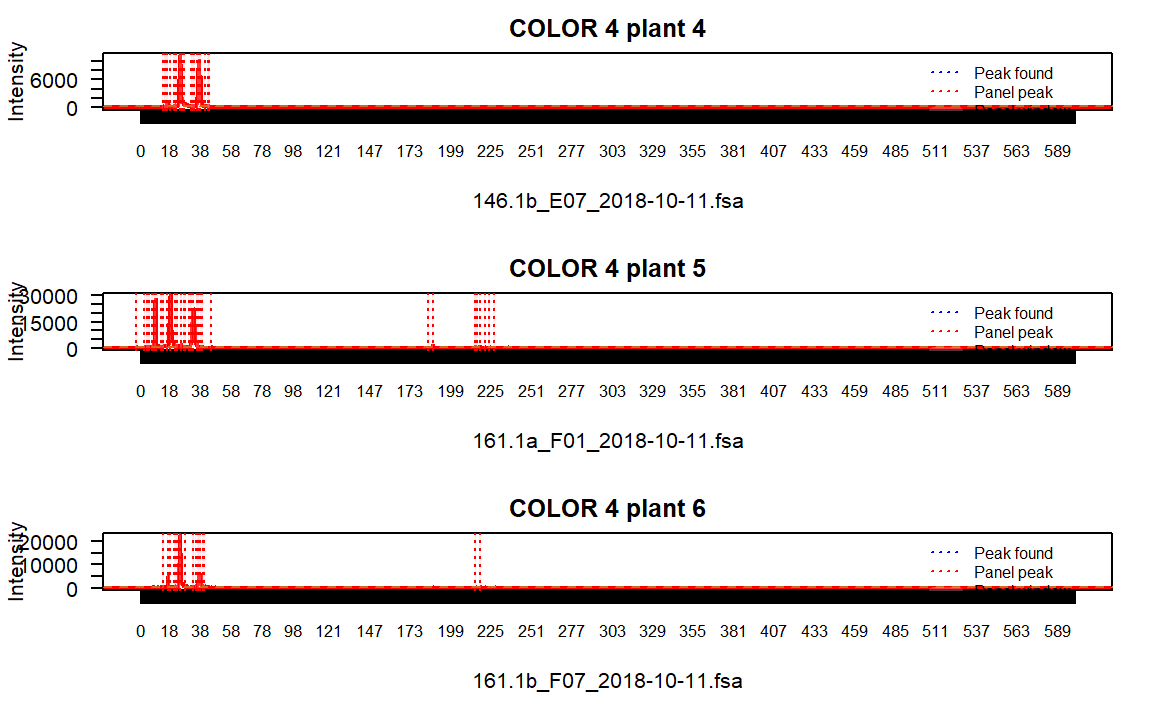 COLOR 4 plant 4
Intensity
6000
0
Peak found
Panel peak
0 18 38 58 78 98 121 147 173 199 225 251 277 303 329 355 381 407 433 459 485 511 537 563 589
146.1b_E07_2018-10-11.fsa
COLOR 4 plant 5
Intensity
30000
15000
0
Peak found
Panel peak
0 18 38 58 78 98 121 147 173 199 225 251 277 303 329 355 381 407 433 459 485 511 537 563 589
161.1a_F01_2018-10-11.fsa
COLOR 4 plant 6
Intensity
20000
10000
0
Peak found
Panel peak
0 18 38 58 78 98 121 147 173 199 225 251 277 303 329 355 381 407 433 459 485 511 537 563 589
161.1b_F07_2018-10-11.fsa